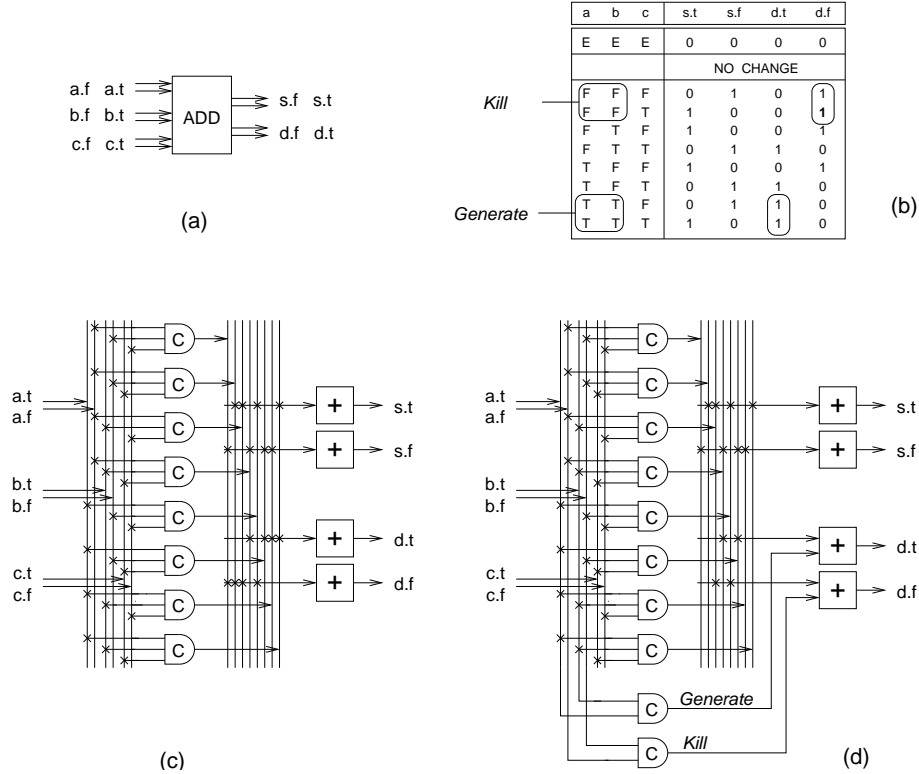 a.f a.t
b.f b.t
c.f c.t
ADD
s.f s.t
d.f d.t
(a)
a b c s.t s.f d.t d.f
E E E 0 0 0 0
NO CHANGE
F F F 0 1 0 1
F F T 1 0 0 1
F T F 1 0 0 1
F T T 0 1 1 0
T F F 1 0 0 1
T F T 0 1 1 0
T T F 0 1 1 0
T T T 1 0 1 0
Kill
Generate
(b)
a.t
a.f
b.t
b.f
c.t
c.f
C
C
C
C
C
C
C
C
+
+
+
+
s.t
s.f
d.t
d.f
(c)
a.t
a.f
b.t
b.f
c.t
c.f
C
C
C
C
C
C
C
C
C
C
Generate
Kill
+
+
+
+
s.t
s.f
d.t
d.f
(d)